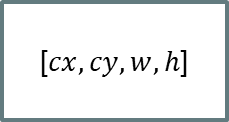 [cx, cy, w, h]